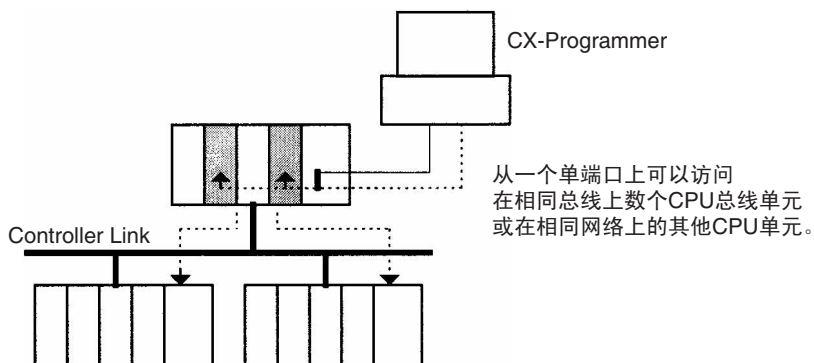 CX-Programmer
从一个单端口上可以访问
在相同总线上数个CPU总线单元
或在相同网络上的其他CPU单元。
Controller Link